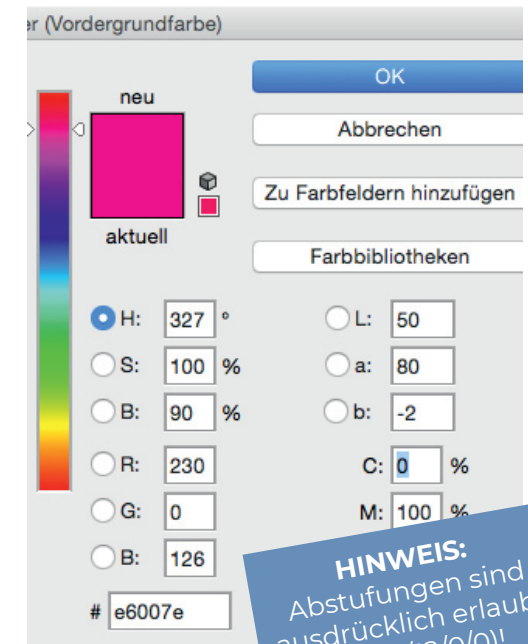 er (Vordergrundfarbe)
neu
aktuell
OK
Abbrechen
Zu Farbfeldern hinzufügen
Farbbibliotheken
H: 327 °
S: 100 %
B: 90 %
R: 230
G: 0
B: 126
# e6007e
L: 50
a: 80
b: -2
C: 0 %
M: 100 %
HINWEIS:
Abstufungen sind
ausdrücklich erlaub